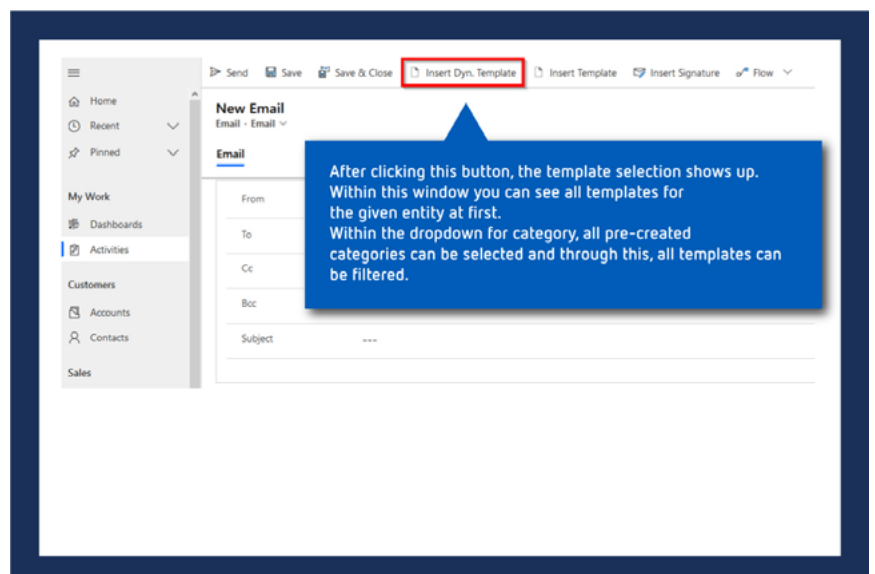 Send Save Save & Close Insert Dyn. Template Insert Template Insert Signature Flow
Home
Recent
Pinned
My Work
Dashboards
Activities
Customers
Accounts
Contacts
Sales
New Email
Email · Email
Email
From
To
Cc
Bcc
Subject ---
After clicking this button, the template selection shows up.
Within this window you can see all templates for
the given entity at first.
Within the dropdown for category, all pre-created
categories can be selected and through this, all templates can
be filtered.